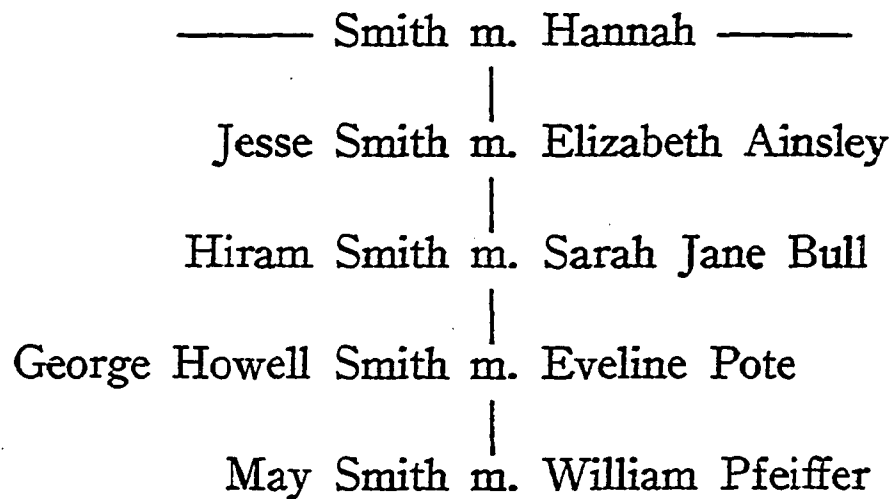 —— Smith m. Hannah ——
Jesse Smith m. Elizabeth Ainsley
Hiram Smith m. Sarah Jane Bull
George Howell Smith m. Eveline Pote
May Smith m. William Pfeiffer